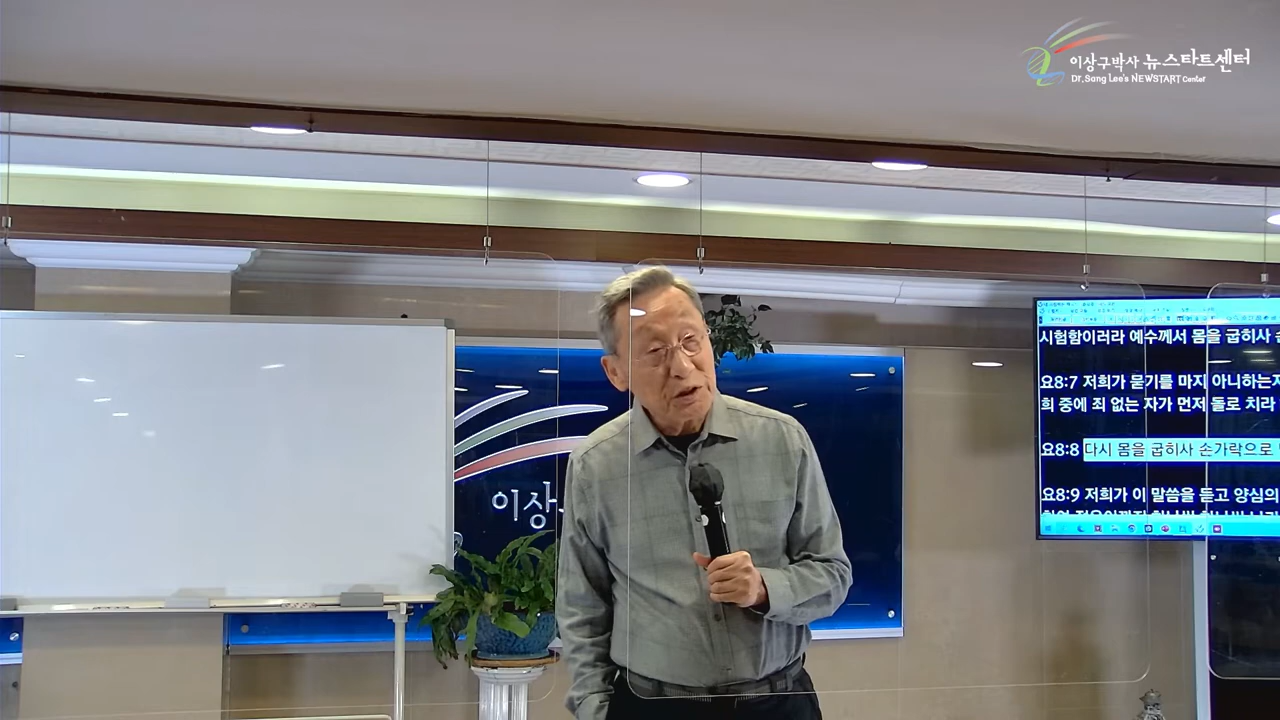 이상구박사 뉴스타트센터
Dr. Sang Lee's NEWSTART Center
이상
시험함이러라 예수께서 몸을 굽히사
요8:7 저희가 묻기를 마지 아니하는
희 중에 죄 없는 자가 먼저 돌로 치라
요8:8 다시 몸을 굽히사 손가락으로
요8:9 저희가 이 말씀을 듣고 양심의